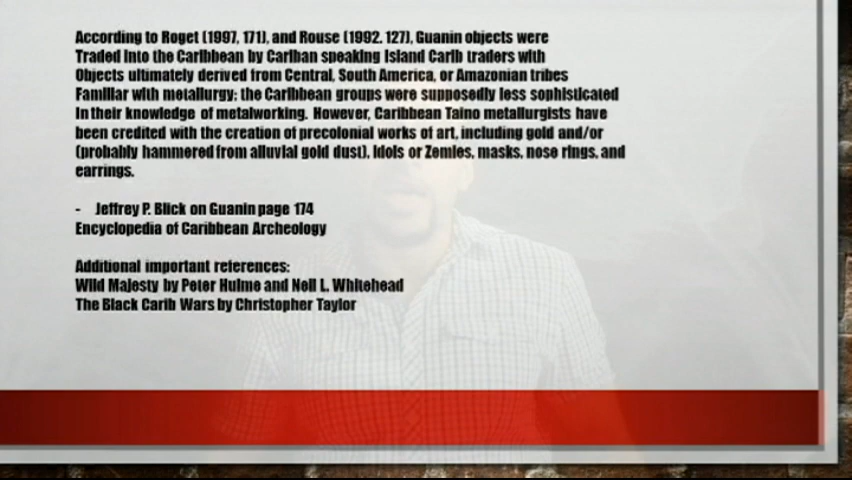 According to Roget (1997, 171), and Rouse (1992. 127), Guanin objects were
Traded into the Caribbean by Cariban speaking Island Carib traders with
Objects ultimately derived from Central, South America, or Amazonian tribes
Familiar with metallurgy; the Caribbean groups were supposedly less sophisticated
In their knowledge of metalworking. However, Caribbean Taino metallurgists have
been credited with the creation of precolonial works of art, including gold and/or
(probably hammered from alluvial gold dust), Idols or Zemies, masks, nose rings, and
earrings.
- Jeffrey P. Blick on Guanin page 174
Encyclopedia of Caribbean Archeology
Additional important references:
Wild Majesty by Peter Hulme and Neil L. Whitehead
The Black Carib Wars by Christopher Taylor